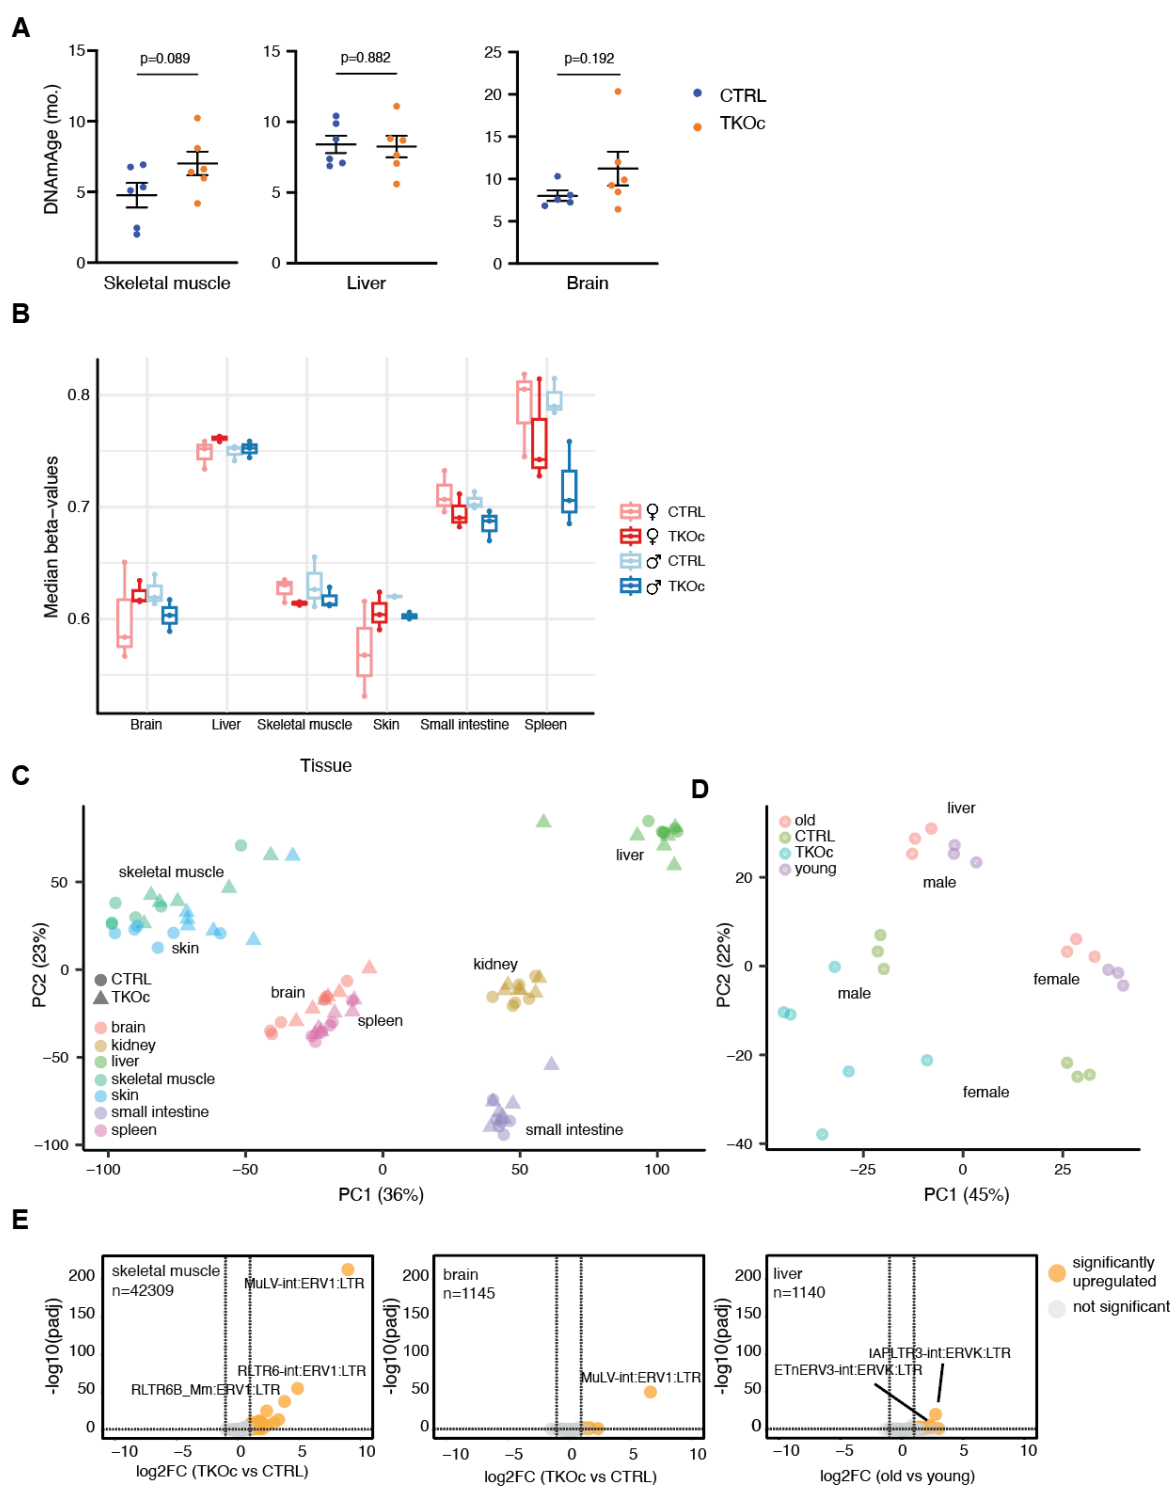 A
15
10
5
0
DNAmAge (mo.)
p=0.089
Skeletal muscle
15
10
5
0
p=0.882
Liver
25
20
15
10
5
0
p=0.192
Brain
CTRL
TKOc
B
0.8
0.7
0.6
Median beta-values
Brain
Liver
Skeletal muscle
Skin
Small intestine
Spleen
Tissue
♀ CTRL
♀ TKOc
♂ CTRL
♂ TKOc
C
50
0
−50
−100
PC2 (23%)
skeletal muscle
skin
liver
kidney
brain
spleen
small intestine
CTRL
TKOc
brain
kidney
liver
skeletal muscle
skin
small intestine
spleen
−100
−50
0
50
100
PC1 (36%)
D
old
CTRL
TKOc
young
liver
male
female
male
female
20
0
−20
−40
PC2 (22%)
−25
0
25
PC1 (45%)
E
200
150
100
50
0
-log10(padj)
skeletal muscle
n=42309
MuLV-int:ERV1:LTR
RLTR6-int:ERV1:LTR
RLTR6B_Mm:ERV1:LTR
−10
−5
0
5
10
log2FC (TKOc vs CTRL)
200
150
100
50
0
-log10(padj)
brain
n=1145
MuLV-int:ERV1:LTR
−10
−5
0
5
10
log2FC (TKOc vs CTRL)
200
150
100
50
0
-log10(padj)
liver
n=1140
IAPLTR3-int:ERVK:LTR
ETnERV3-int:ERVK:LTR
−10
−5
0
5
10
log2FC (old vs young)
significantly
upregulated
not significant